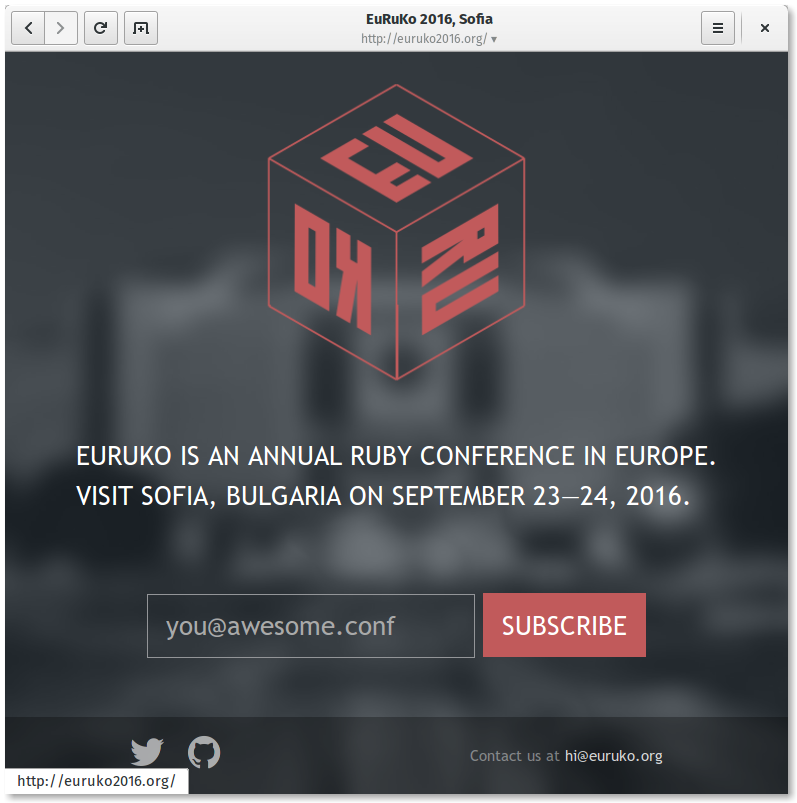 EuRuKo 2016, Sofia
http://euruko2016.org/ ▾
EU
RU
KO
EURUKO IS AN ANNUAL RUBY CONFERENCE IN EUROPE.
VISIT SOFIA, BULGARIA ON SEPTEMBER 23—24, 2016.
you@awesome.conf
SUBSCRIBE
Contact us at hi@euruko.org
http://euruko2016.org/